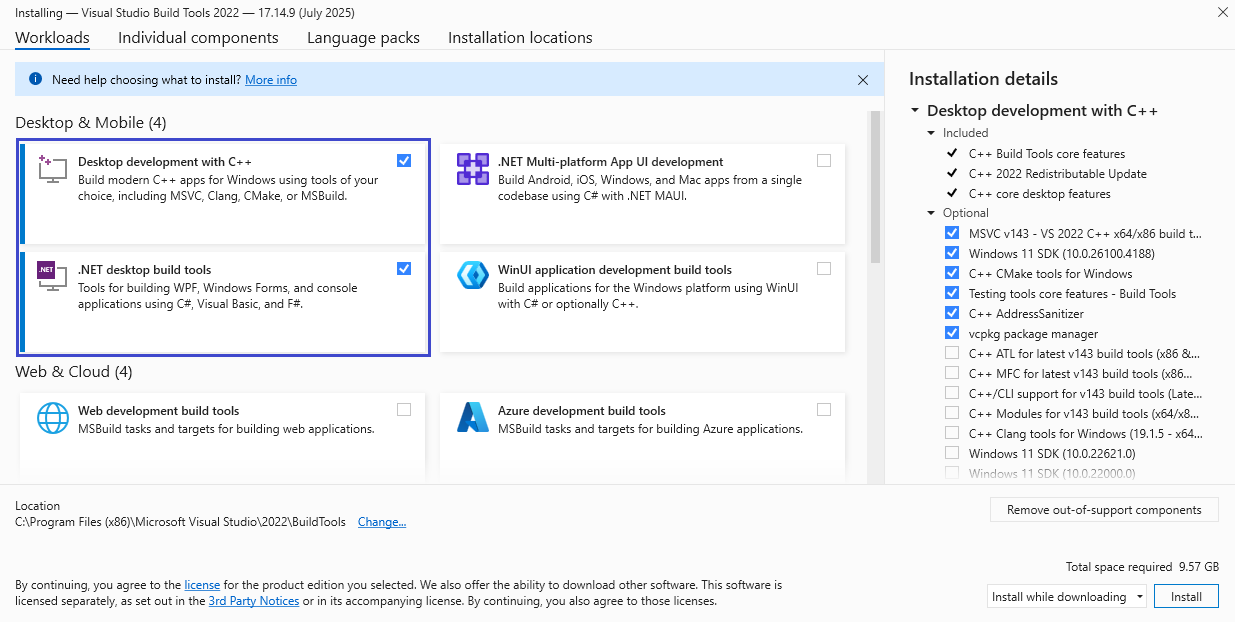 Installing — Visual Studio Build Tools 2022 — 17.14.9 (July 2025)
Workloads
Individual components
Language packs
Installation locations
Need help choosing what to install? More info
Desktop & Mobile (4)
Desktop development with C++
Build modern C++ apps for Windows using tools of your
choice, including MSVC, Clang, CMake, or MSBuild.
.NET Multi-platform App UI development
Build Android, iOS, Windows, and Mac apps from a single
codebase using C# with .NET MAUI.
.NET
.NET desktop build tools
Tools for building WPF, Windows Forms, and console
applications using C#, Visual Basic, and F#.
WinUI application development build tools
Build applications for the Windows platform using WinUI
with C# or optionally C++.
Web & Cloud (4)
Web development build tools
MSBuild tasks and targets for building web applications.
Azure development build tools
MSBuild tasks and targets for building Azure applications.
Installation details
Desktop development with C++
Included
C++ Build Tools core features
C++ 2022 Redistributable Update
C++ core desktop features
Optional
MSVC v143 - VS 2022 C++ x64/x86 build t...
Windows 11 SDK (10.0.26100.4188)
C++ CMake tools for Windows
Testing tools core features - Build Tools
C++ AddressSanitizer
vcpkg package manager
C++ ATL for latest v143 build tools (x86 &...
C++ MFC for latest v143 build tools (x86...
C++/CLI support for v143 build tools (Late...
C++ Modules for v143 build tools (x64/x8...
C++ Clang tools for Windows (19.1.5 - x64...
Windows 11 SDK (10.0.22621.0)
Windows 11 SDK (10.0.22000.0)
Location
C:\Program Files (x86)\Microsoft Visual Studio\2022\BuildTools Change...
Remove out-of-support components
Total space required 9.57 GB
By continuing, you agree to the license for the product edition you selected. We also offer the ability to download other software. This software is
licensed separately, as set out in the 3rd Party Notices or in its accompanying license. By continuing, you also agree to those licenses.
Install while downloading
Install